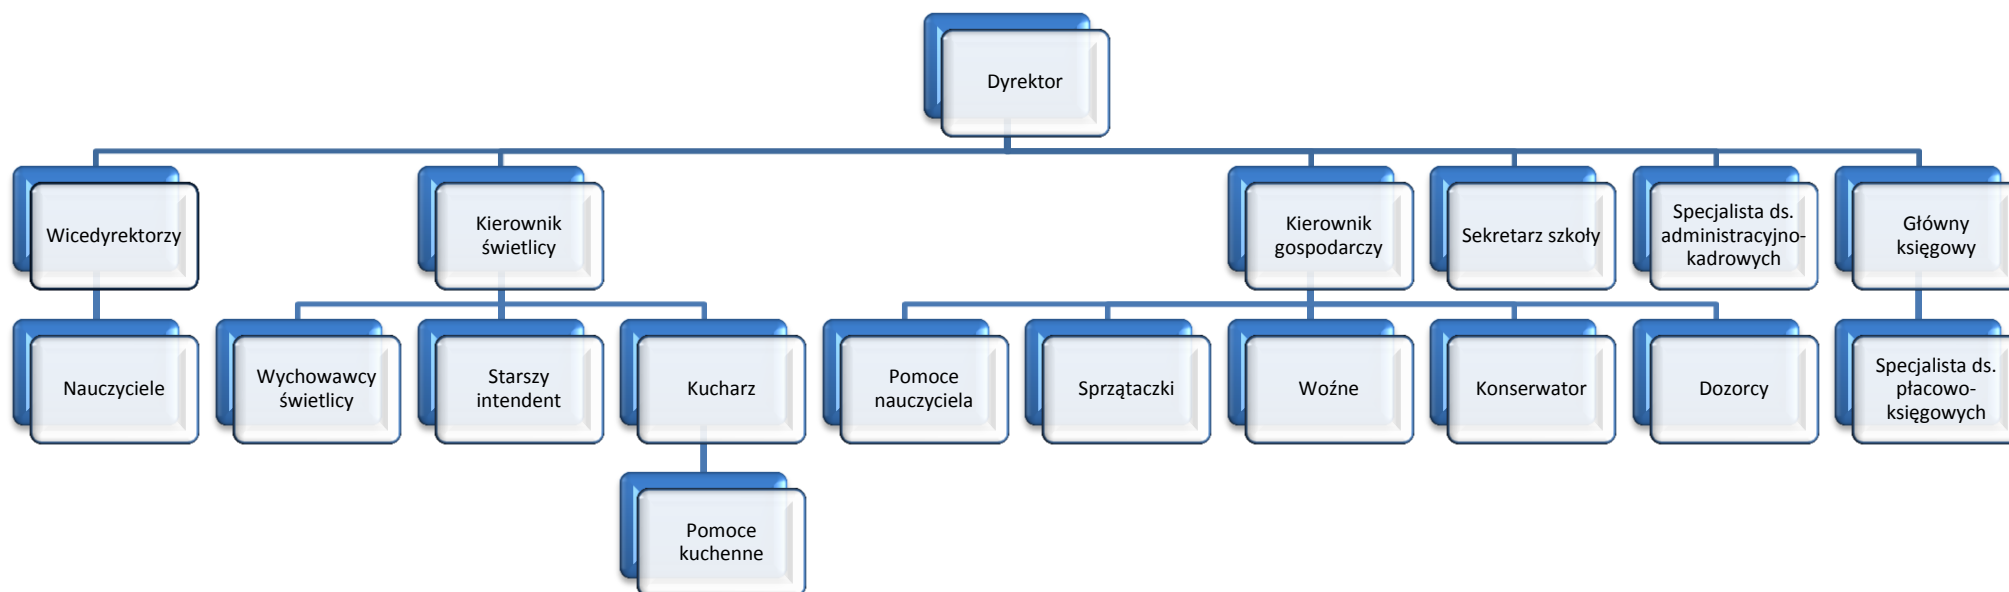 Dyrektor
Wicedyrektorzy
Kierownik
świetlicy
Kierownik
gospodarczy
Sekretarz szkoły
Specjalista ds.
administracyjno-
kadrowych
Główny
księgowy
Nauczyciele
Wychowawcy
świetlicy
Starszy
intendent
Kucharz
Pomoce
nauczyciela
Sprzątaczki
Woźne
Konserwator
Dozorcy
Specjalista ds.
płacowo-
księgowych
Pomoce
kuchenne